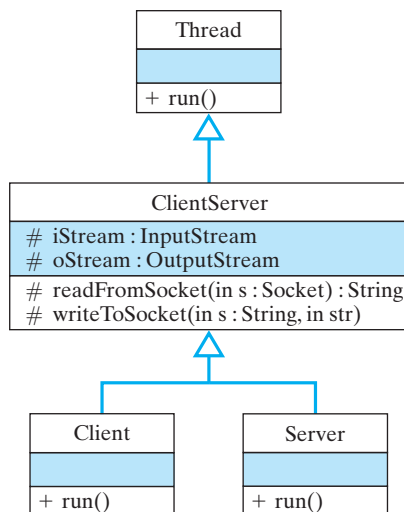 Thread
+ run()
ClientServer
# iStream : InputStream
# oStream : OutputStream
# readFromSocket(in s : Socket) : String
# writeToSocket(in s : String, in str)
Client
Server
+ run()
+ run()